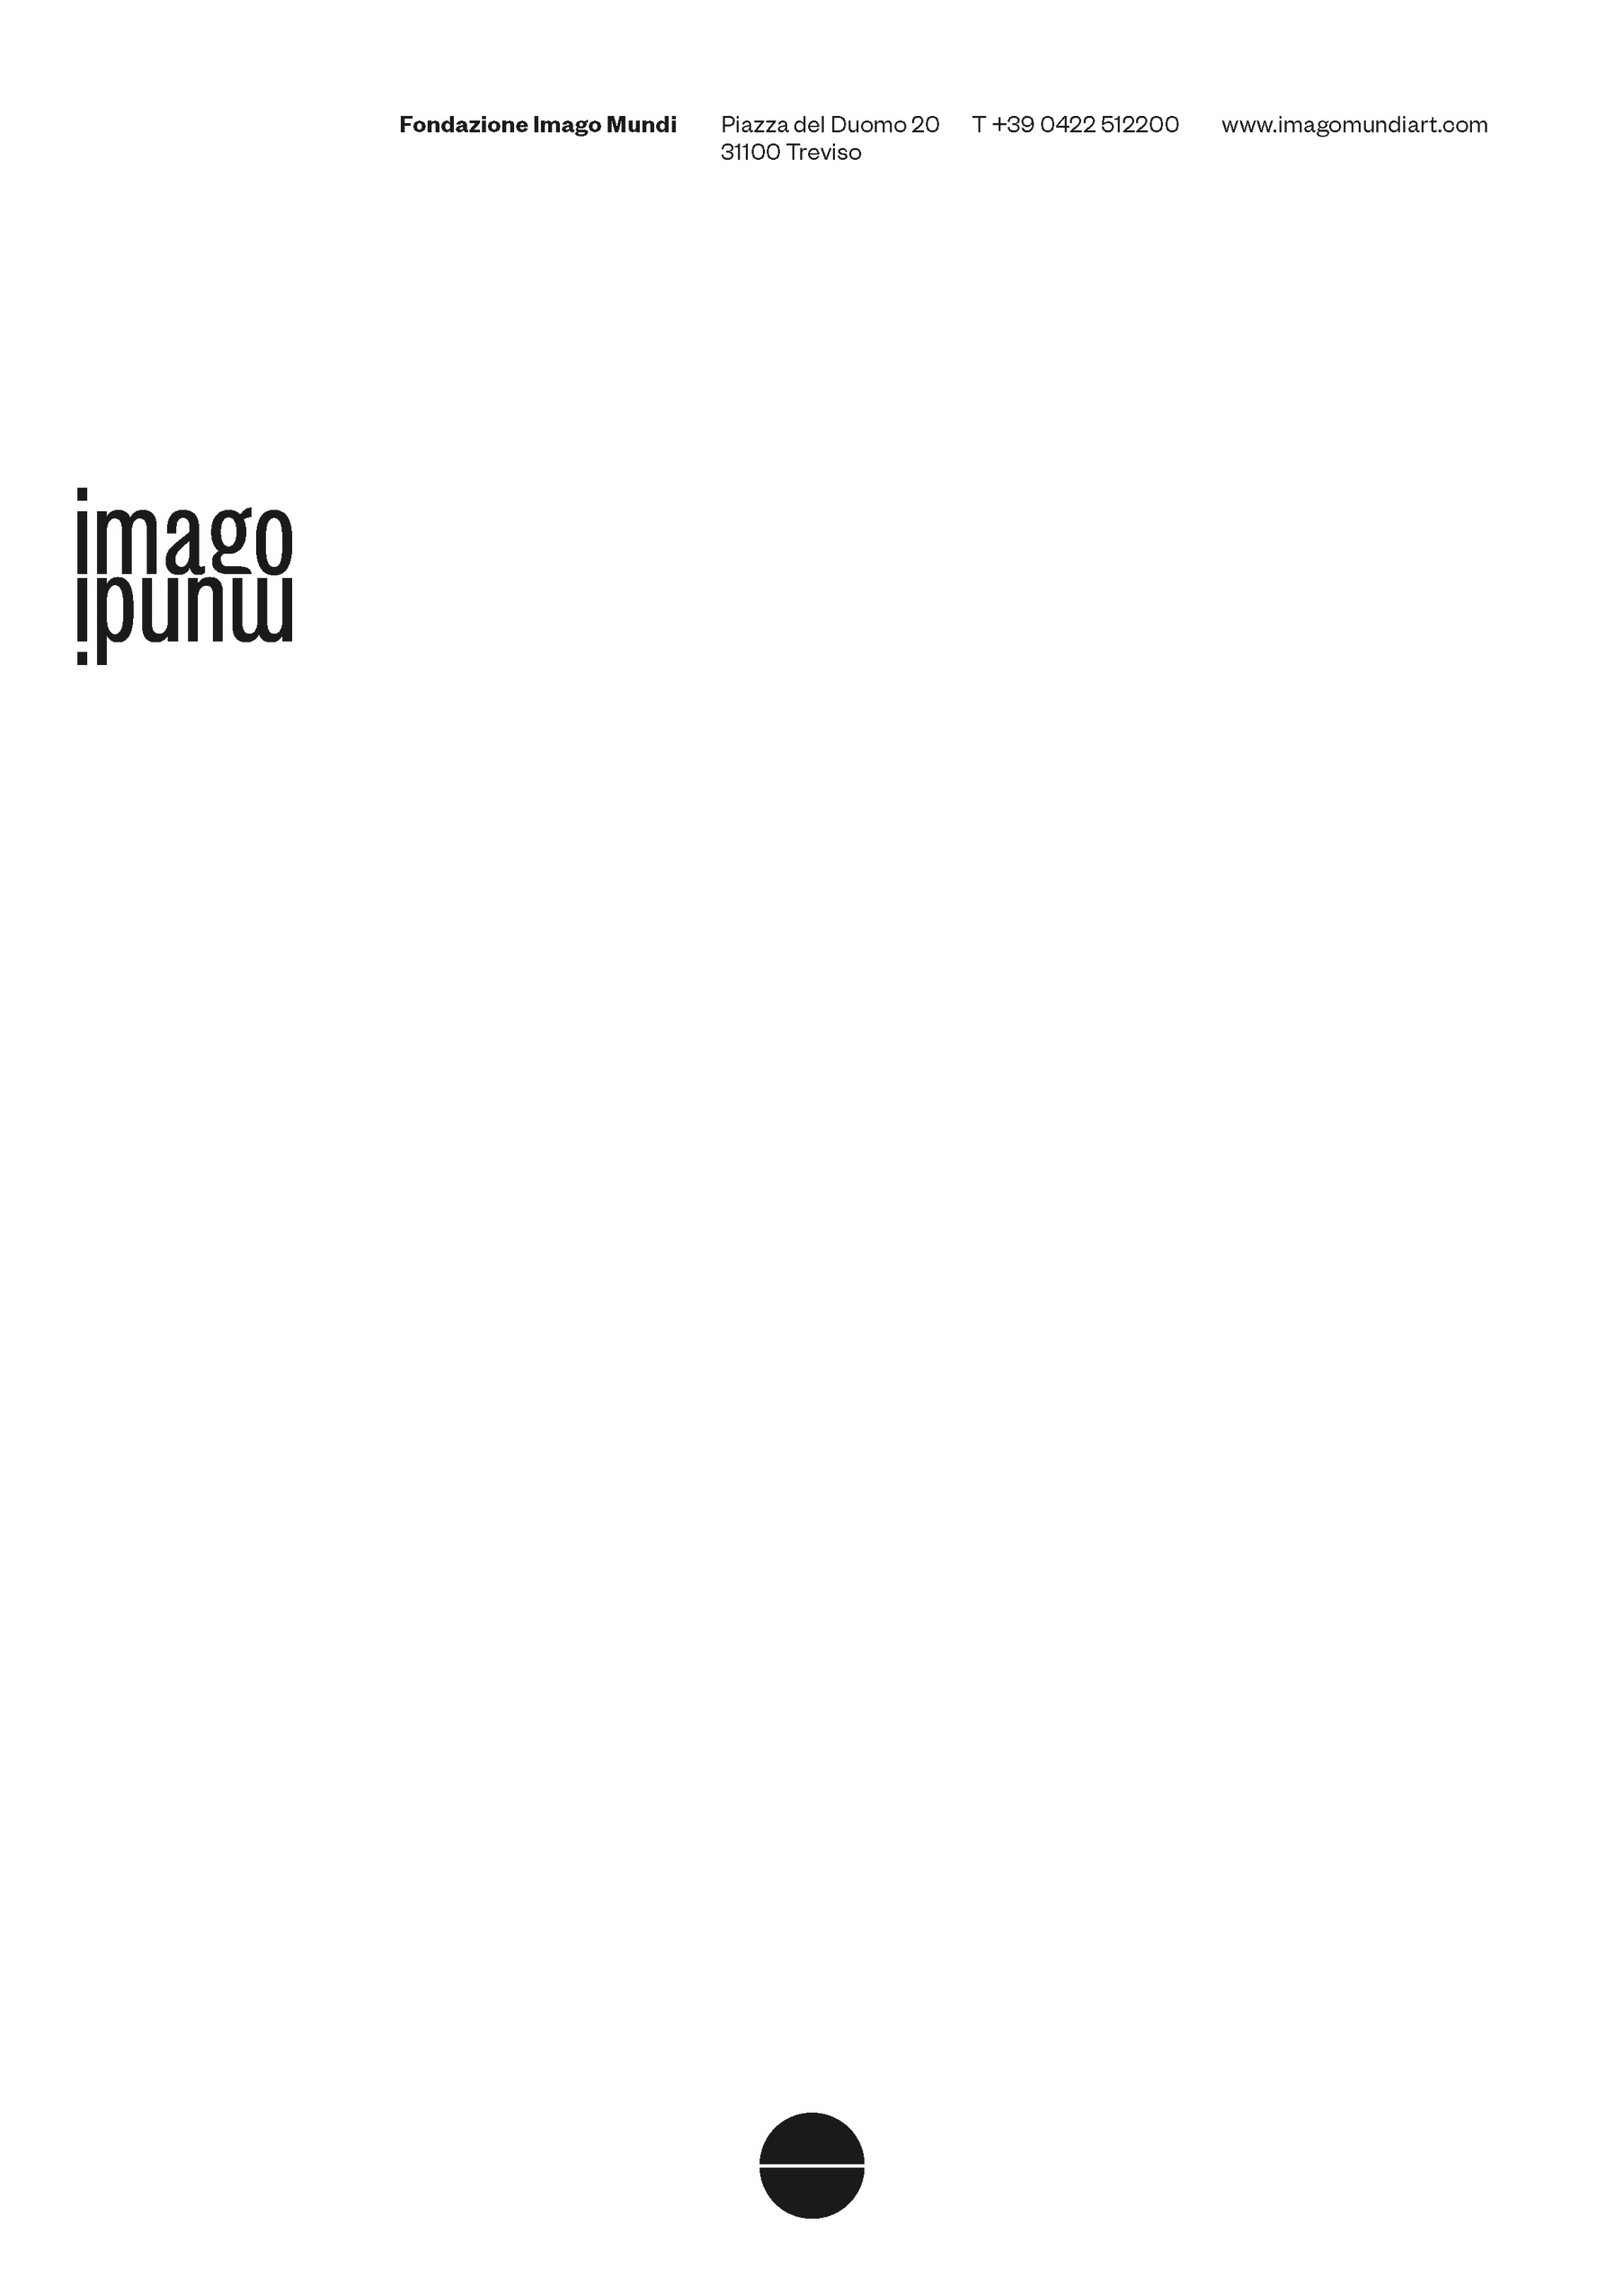 Fondazione Imago Mundi Piazza del Duomo 20 T +39 0422 512200 www.imagomundiart.com
31100 Treviso
imago
mundi